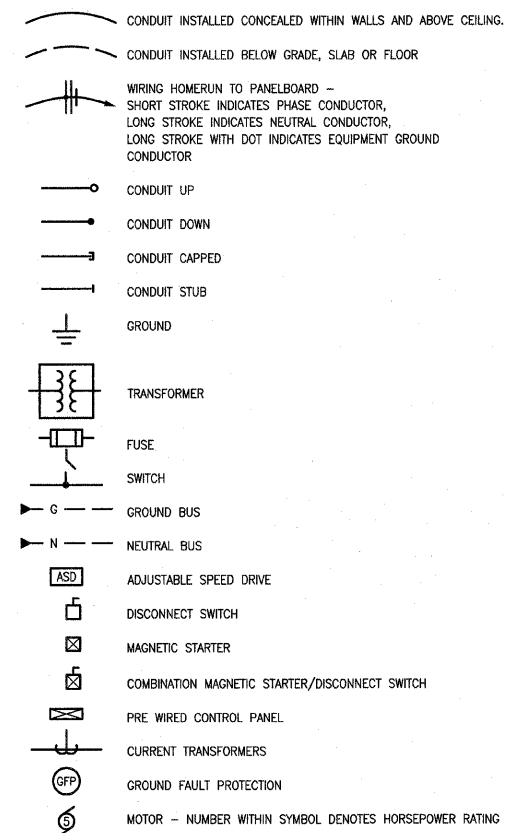 CONDUIT INSTALLED CONCEALED WITHIN WALLS AND ABOVE CEILING.
CONDUIT INSTALLED BELOW GRADE, SLAB OR FLOOR
WIRING HOMERUN TO PANELBOARD –
SHORT STROKE INDICATES PHASE CONDUCTOR,
LONG STROKE INDICATES NEUTRAL CONDUCTOR,
LONG STROKE WITH DOT INDICATES EQUIPMENT GROUND
CONDUCTOR
CONDUIT UP
CONDUIT DOWN
CONDUIT CAPPED
CONDUIT STUB
GROUND
TRANSFORMER
FUSE
SWITCH
G GROUND BUS
N NEUTRAL BUS
ASD ADJUSTABLE SPEED DRIVE
DISCONNECT SWITCH
MAGNETIC STARTER
COMBINATION MAGNETIC STARTER/DISCONNECT SWITCH
PRE WIRED CONTROL PANEL
CURRENT TRANSFORMERS
GFP GROUND FAULT PROTECTION
5 MOTOR – NUMBER WITHIN SYMBOL DENOTES HORSEPOWER RATING